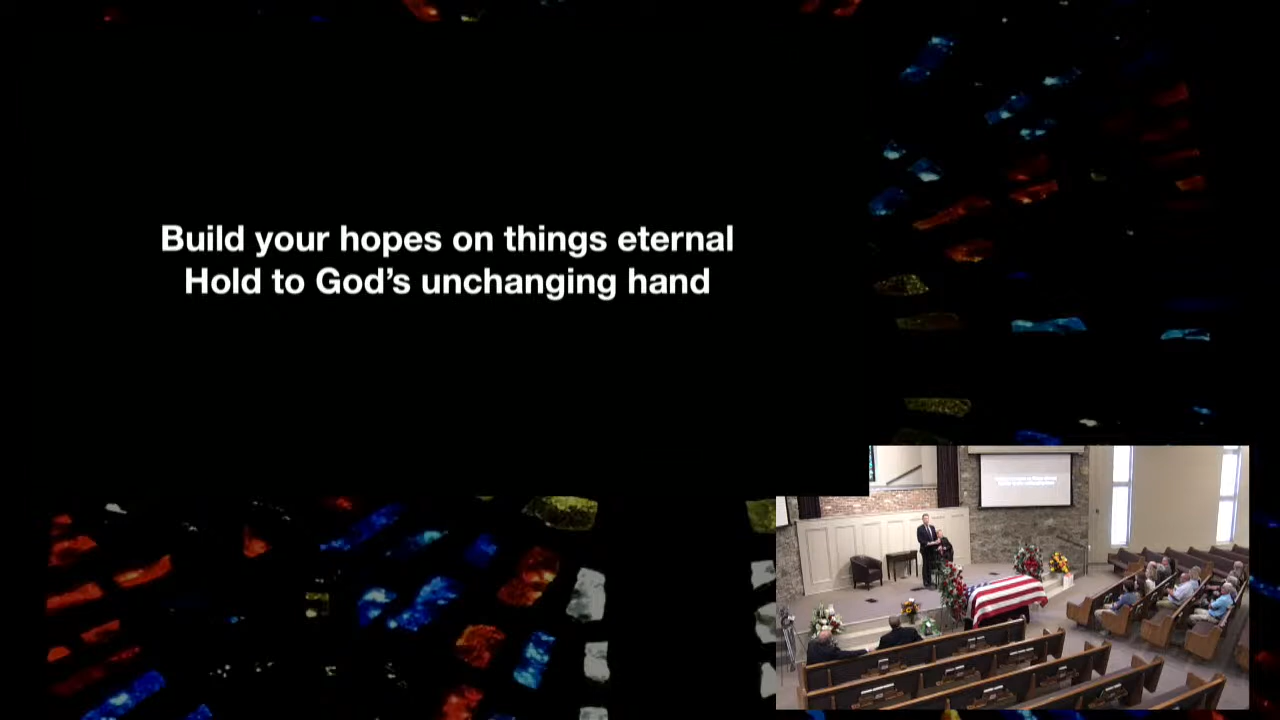 Build your hopes on things eternal
Hold to God’s unchanging hand